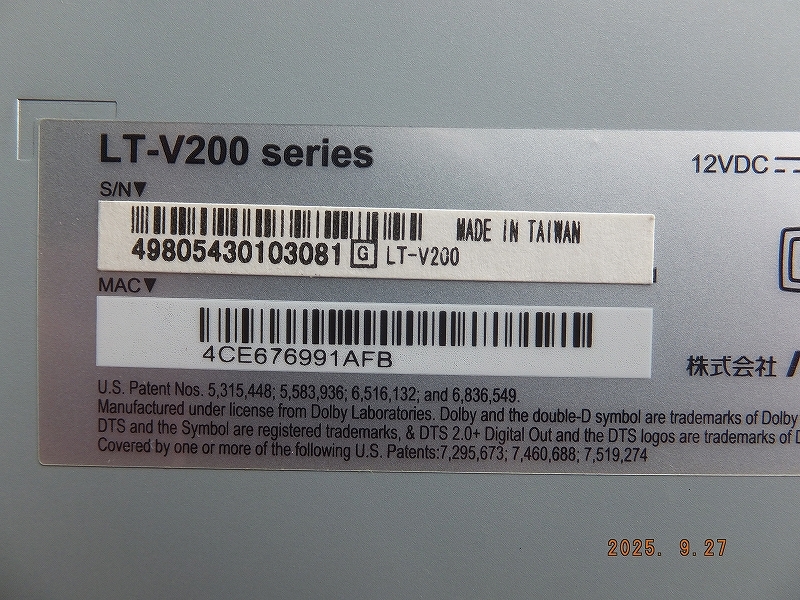 LT-V200 series
12VDC
S/N▼
MADE IN TAIWAN
49805430103081 G LT-V200
MAC▼
4CE676991AFB
株式会社
U.S. Patent Nos. 5,315,448; 5,583,936; 6,516,132; and 6,836,549.
Manufactured under license from Dolby Laboratories. Dolby and the double-D symbol are trademarks of Dolby
DTS and the Symbol are registered trademarks, & DTS 2.0+ Digital Out and the DTS logos are trademarks of
Covered by one or more of the following U.S. Patents:7,295,673; 7,460,688; 7,519,274
2025. 9.27